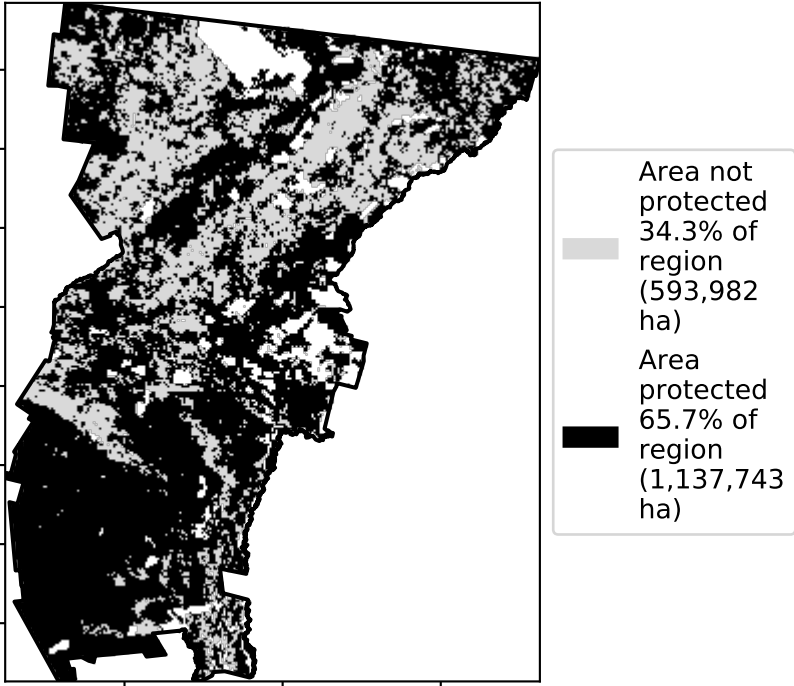 Area not
protected
34.3% of
region
(593,982
ha)
Area
protected
65.7% of
region
(1,137,743
ha)